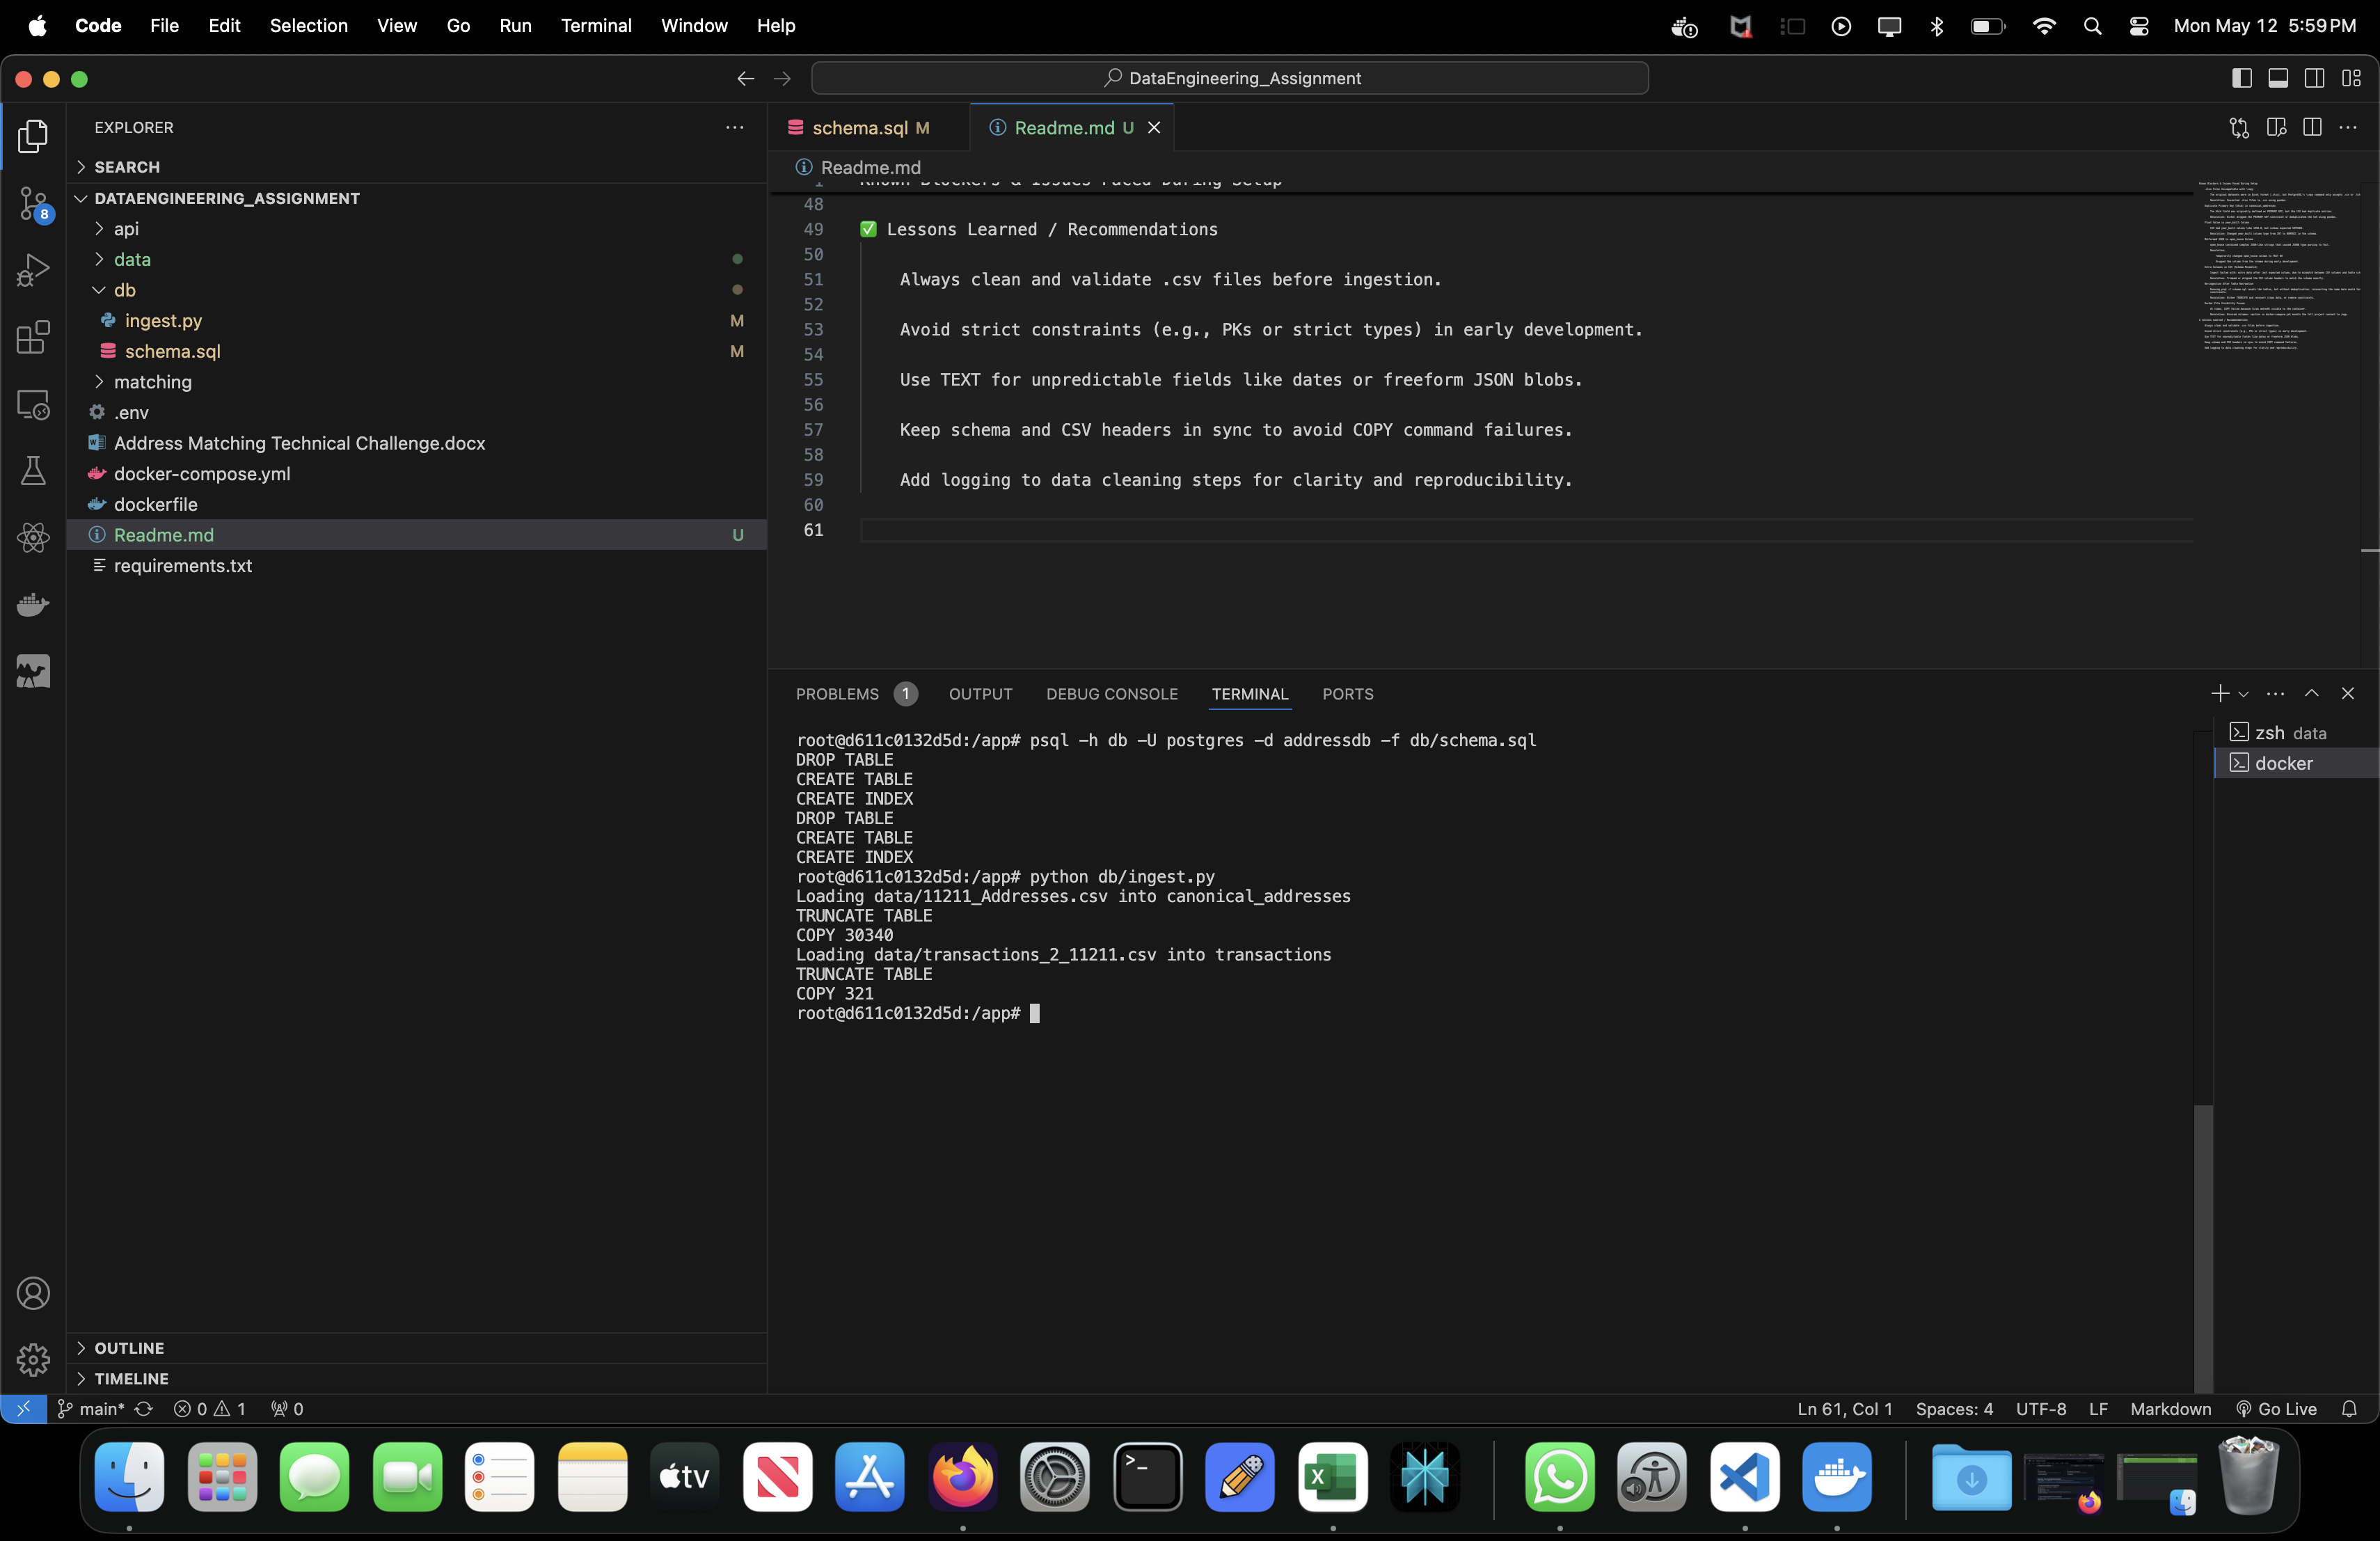 Code File Edit Selection View Go Run Terminal Window Help Mon May 12 5:59 PM
DataEngineering_Assignment
EXPLORER
SEARCH
DATAENGINEERING_ASSIGNMENT
api
data
db
ingest.py M
schema.sql M
matching
.env
Address Matching Technical Challenge.docx
docker-compose.yml
dockerfile
Readme.md U
requirements.txt
OUTLINE
TIMELINE
8
schema.sql M
Readme.md U
Readme.md
Known Blockers & Issues Faced During Setup
48
49 ✅ Lessons Learned / Recommendations
50
51 Always clean and validate .csv files before ingestion.
52
53 Avoid strict constraints (e.g., PKs or strict types) in early development.
54
55 Use TEXT for unpredictable fields like dates or freeform JSON blobs.
56
57 Keep schema and CSV headers in sync to avoid COPY command failures.
58
59 Add logging to data cleaning steps for clarity and reproducibility.
60
61
PROBLEMS 1 OUTPUT DEBUG CONSOLE TERMINAL PORTS
root@d611c0132d5d:/app# psql -h db -U postgres -d addressdb -f db/schema.sql
DROP TABLE
CREATE TABLE
CREATE INDEX
DROP TABLE
CREATE TABLE
CREATE INDEX
root@d611c0132d5d:/app# python db/ingest.py
Loading data/11211_Addresses.csv into canonical_addresses
TRUNCATE TABLE
COPY 30340
Loading data/transactions_2_11211.csv into transactions
TRUNCATE TABLE
COPY 321
root@d611c0132d5d:/app#
zsh data
docker
main* 0 1 0
Ln 61, Col 1 Spaces: 4 UTF-8 LF Markdown Go Live
tv